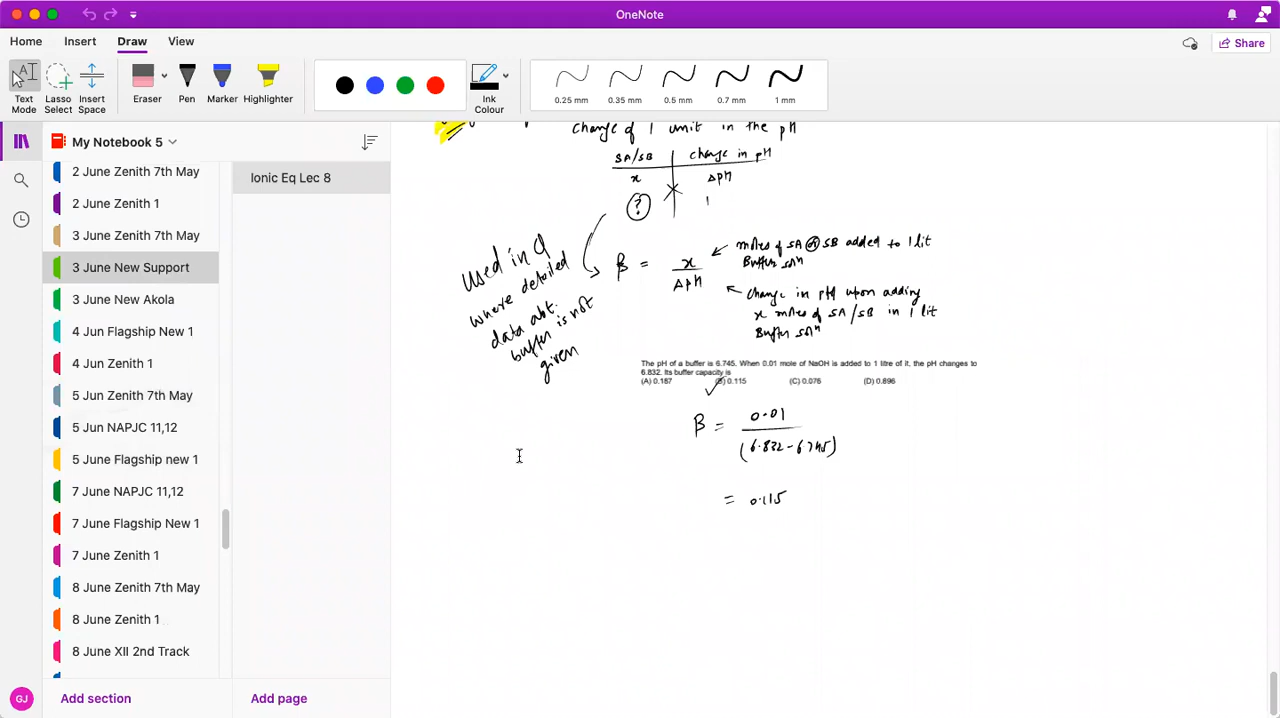 OneNote
Home Insert Draw View
Share
Text Mode
Lasso Select
Insert Space
Eraser
Pen
Marker
Highlighter
Ink Colour
0.25 mm
0.35 mm
0.5 mm
0.7 mm
1 mm
My Notebook 5
2 June Zenith 7th May
2 June Zenith 1
3 June Zenith 7th May
3 June New Support
3 June New Akola
4 Jun Flagship New 1
4 Jun Zenith 1
5 Jun Zenith 7th May
5 Jun NAPJC 11,12
5 June Flagship new 1
7 June NAPJC 11,12
7 June Flagship New 1
7 June Zenith 1
8 June Zenith 7th May
8 June Zenith 1
8 June XII 2nd Track
GJ
Add section
Ionic Eq Lec 8
Add page
change of 1 unit in the pH
SA/SB change in pH
x ΔpH
? 1
Used in Q
where detailed
data abt.
buffer is not
given
β = x / ΔpH
moles of SA or SB added to 1 lit
Buffer solⁿ
change in pH upon adding
x moles of SA/SB in 1 lit
Buffer solⁿ
The pH of a buffer is 6.745. When 0.01 mole of NaOH is added to 1 litre of it, the pH changes to
6.832. Its buffer capacity is
(A) 0.187 (B) 0.115 (C) 0.076 (D) 0.896
β = 0.01 / (6.832-6.745)
= 0.115